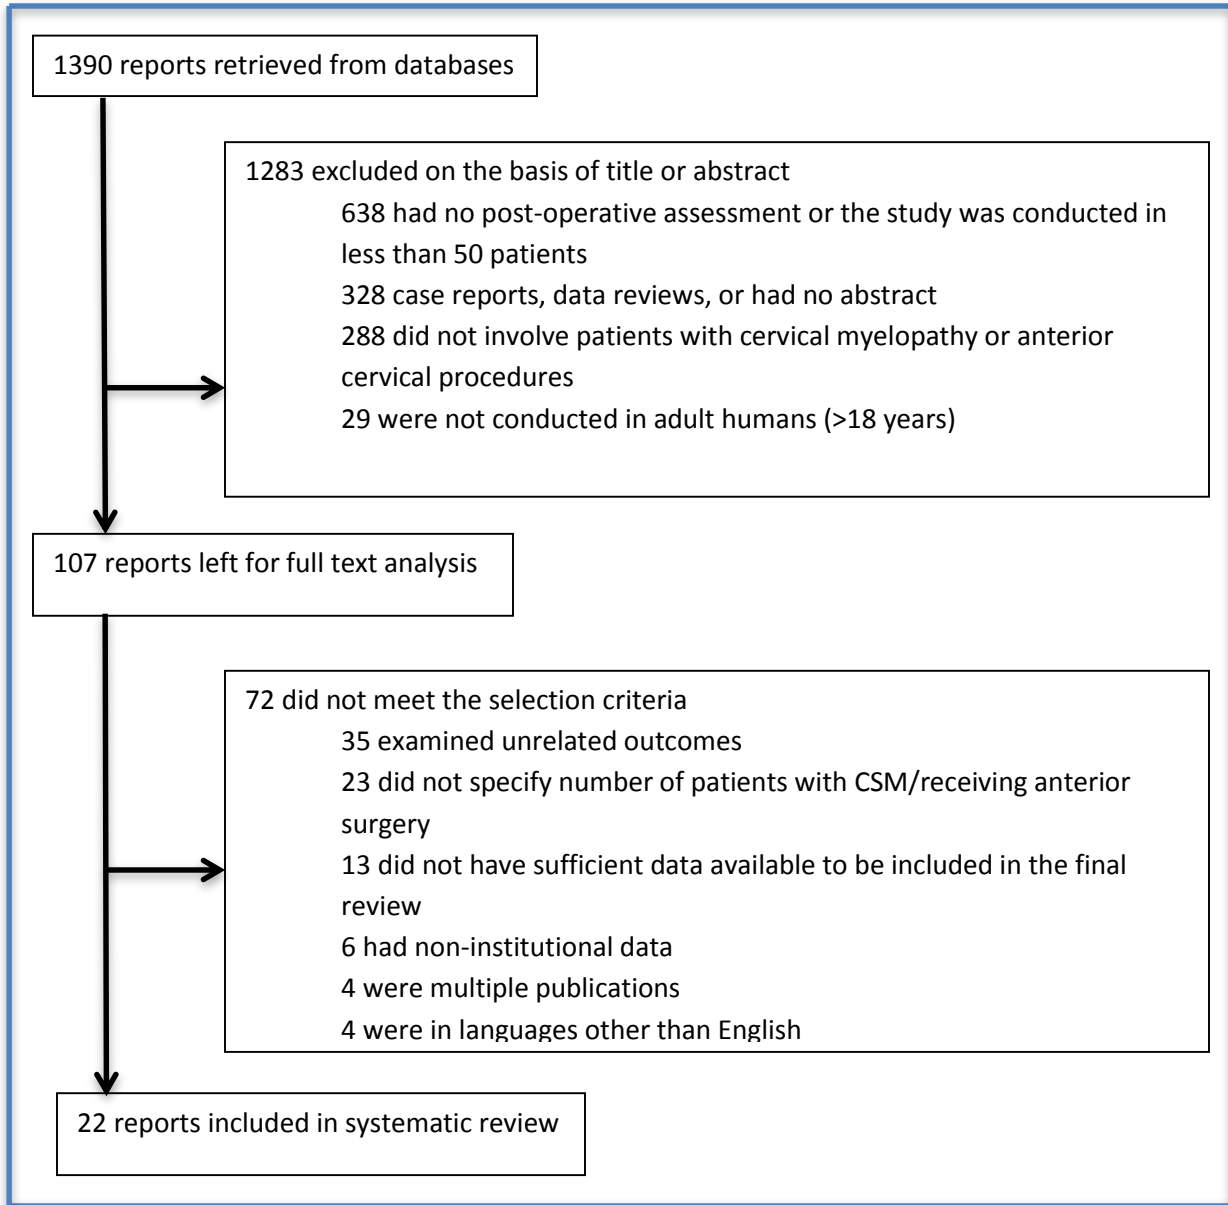 1390 reports retrieved from databases
1283 excluded on the basis of title or abstract
638 had no post-operative assessment or the study was conducted in
less than 50 patients
328 case reports, data reviews, or had no abstract
288 did not involve patients with cervical myelopathy or anterior
cervical procedures
29 were not conducted in adult humans (>18 years)
107 reports left for full text analysis
72 did not meet the selection criteria
35 examined unrelated outcomes
23 did not specify number of patients with CSM/receiving anterior
surgery
13 did not have sufficient data available to be included in the final
review
6 had non-institutional data
4 were multiple publications
4 were in languages other than English
22 reports included in systematic review